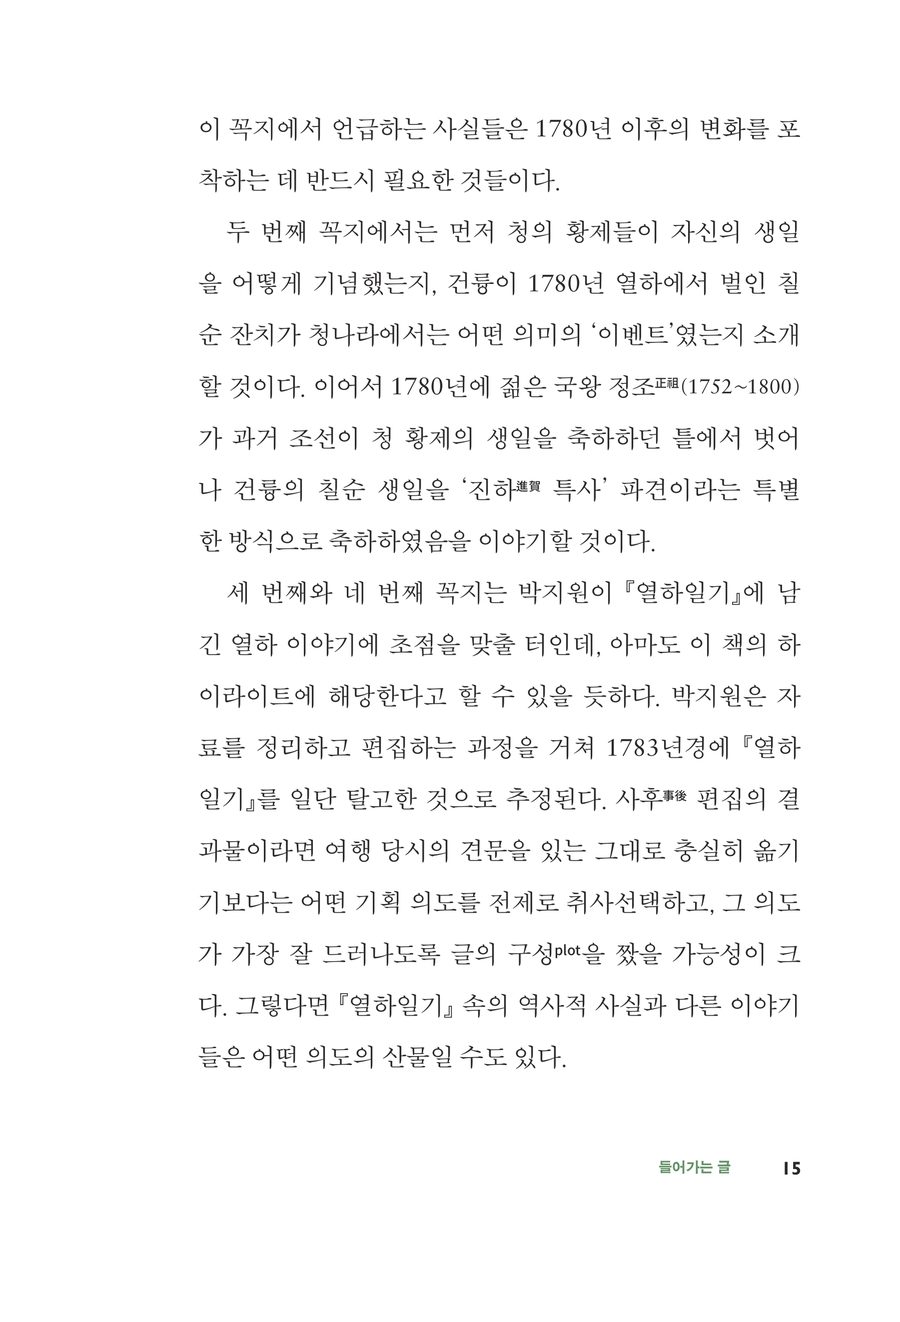 이 꼭지에서 언급하는 사실들은 1780년 이후의 변화를 포
착하는 데 반드시 필요한 것들이다.
두 번째 꼭지에서는 먼저 청의 황제들이 자신의 생일
을 어떻게 기념했는지, 건륭이 1780년 열하에서 벌인 칠
순 잔치가 청나라에서는 어떤 의미의 ‘이벤트’였는지 소개
할 것이다. 이어서 1780년에 젊은 국왕 정조正祖(1752~1800)
가 과거 조선이 청 황제의 생일을 축하하던 틀에서 벗어
나 건륭의 칠순 생일을 ‘진하進賀 특사’ 파견이라는 특별
한 방식으로 축하하였음을 이야기할 것이다.
세 번째와 네 번째 꼭지는 박지원이 『열하일기』에 남
긴 열하 이야기에 초점을 맞출 터인데, 아마도 이 책의 하
이라이트에 해당한다고 할 수 있을 듯하다. 박지원은 자
료를 정리하고 편집하는 과정을 거쳐 1783년경에 『열하
일기』를 일단 탈고한 것으로 추정된다. 사후事後 편집의 결
과물이라면 여행 당시의 견문을 있는 그대로 충실히 옮기
기보다는 어떤 기획 의도를 전제로 취사선택하고, 그 의도
가 가장 잘 드러나도록 글의 구성plot을 짰을 가능성이 크
다. 그렇다면 『열하일기』 속의 역사적 사실과 다른 이야기
들은 어떤 의도의 산물일 수도 있다.
들어가는 글 15